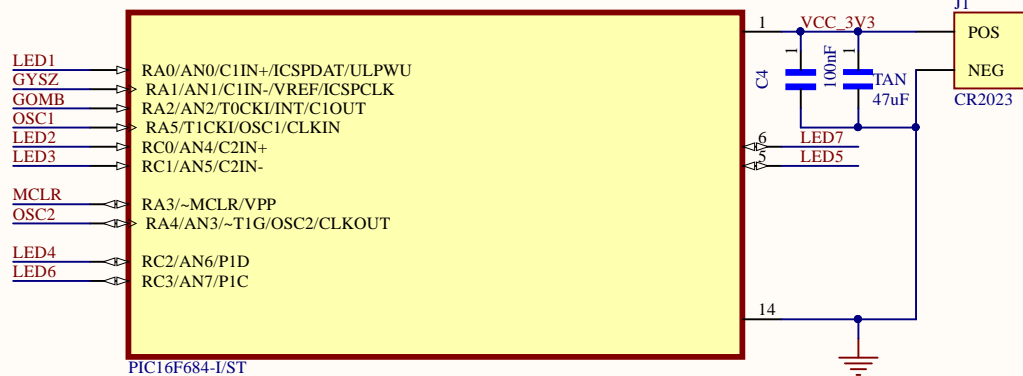 J1
1
VCC_3V3
POS
LED1
RA0/AN0/C1IN+/ICSPDAT/ULPWU
1
1
NEG
GYSZ
RA1/AN1/C1IN-/VREF/ICSPCLK
C4
100nF
TAN
GOMB
RA2/AN2/T0CKI/INT/C1OUT
47uF
CR2023
OSC1
RA5/T1CKI/OSC1/CLKIN
LED2
RC0/AN4/C2IN+
6
LED7
LED3
RC1/AN5/C2IN-
5
LED5
MCLR
RA3/~MCLR/VPP
OSC2
RA4/AN3/~T1G/OSC2/CLKOUT
LED4
RC2/AN6/P1D
LED6
RC3/AN7/P1C
14
PIC16F684-I/ST